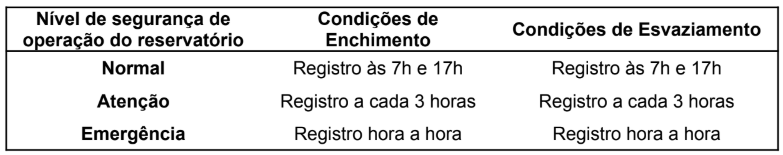 Nível de segurança de operação do reservatório | Condições de Enchimento | Condições de Esvaziamento
Normal | Registro às 7h e 17h | Registro às 7h e 17h
Atenção | Registro a cada 3 horas | Registro a cada 3 horas
Emergência | Registro hora a hora | Registro hora a hora